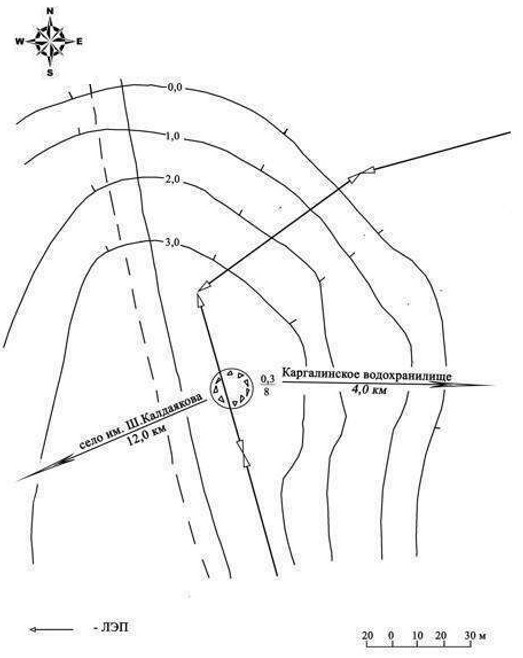 N
W E
S
0,0
1,0
2,0
3,0
Каргалинское водохранилище
4,0 км
0,3
8
село им. Ш.Калдаякова
12,0 км
- ЛЭП
20 0 10 20 30 м